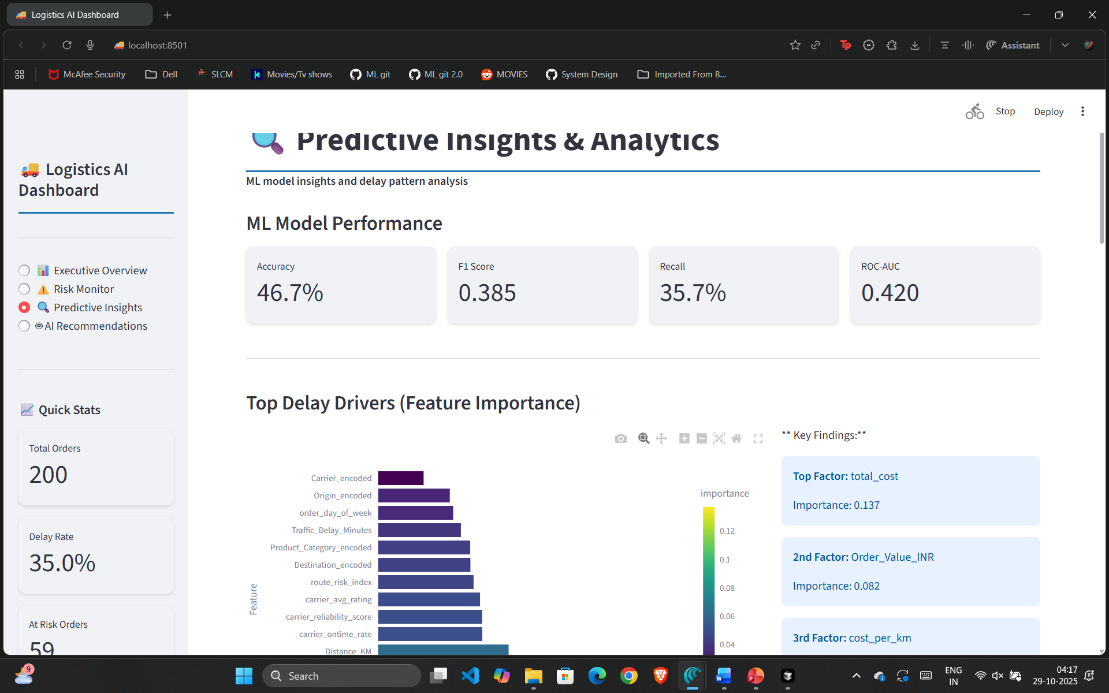 Logistics AI Dashboard
localhost:8501
Assistant
McAfee Security
Dell
SLCM
Movies/Tv shows
ML git
ML git 2.0
MOVIES
System Design
Imported From B...
Stop
Deploy
Logistics AI
Dashboard
Executive Overview
Risk Monitor
Predictive Insights
AI Recommendations
Quick Stats
Total Orders
200
Delay Rate
35.0%
At Risk Orders
59
Predictive Insights & Analytics
ML model insights and delay pattern analysis
ML Model Performance
Accuracy
46.7%
F1 Score
0.385
Recall
35.7%
ROC-AUC
0.420
Top Delay Drivers (Feature Importance)
Feature
Carrier_encoded
Origin_encoded
order_day_of_week
Traffic_Delay_Minutes
Product_Category_encoded
Destination_encoded
route_risk_index
carrier_avg_rating
carrier_reliability_score
carrier_ontime_rate
Distance_KM
importance
0.12
0.1
0.08
0.06
0.04
** Key Findings:**
Top Factor: total_cost
Importance: 0.137
2nd Factor: Order_Value_INR
Importance: 0.082
3rd Factor: cost_per_km
9
Search
ENG
IN
04:17
29-10-2025